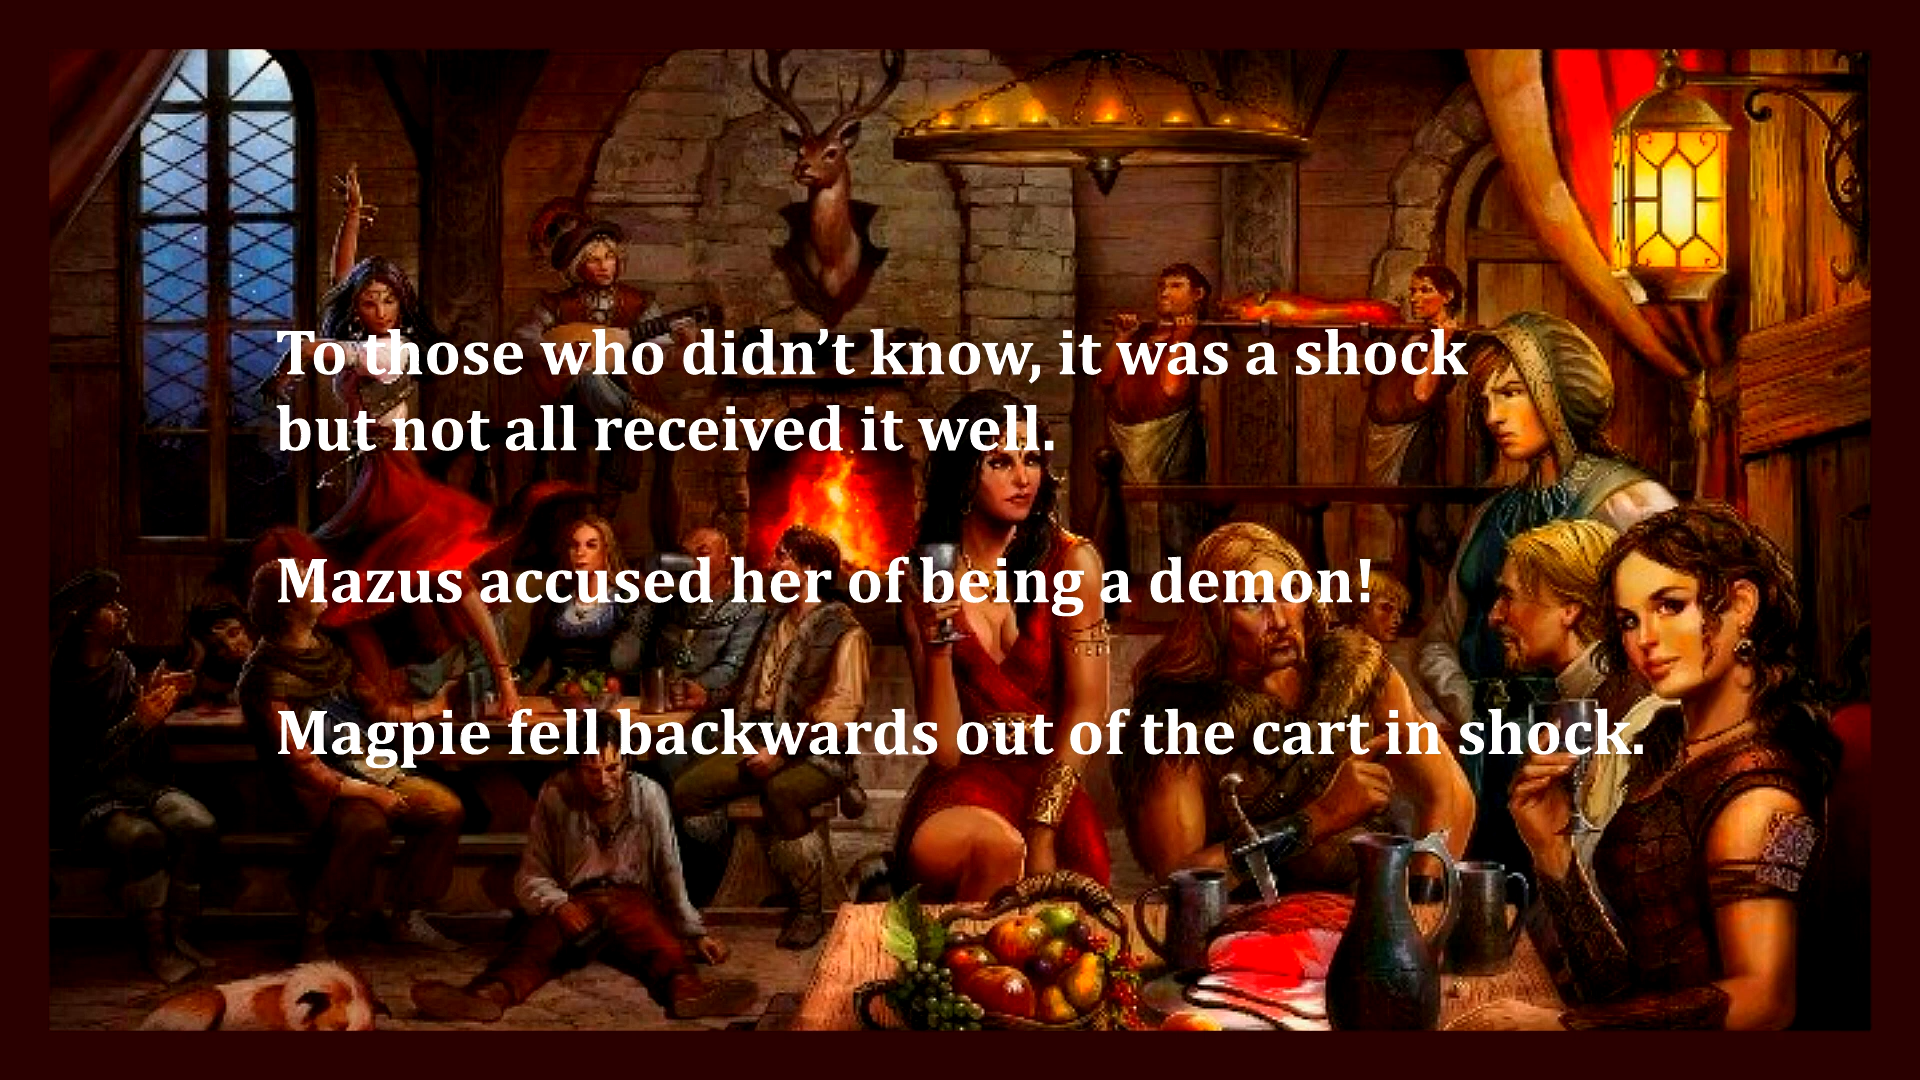 To those who didn’t know, it was a shock
but not all received it well.
Mazus accused her of being a demon!
Magpie fell backwards out of the cart in shock.